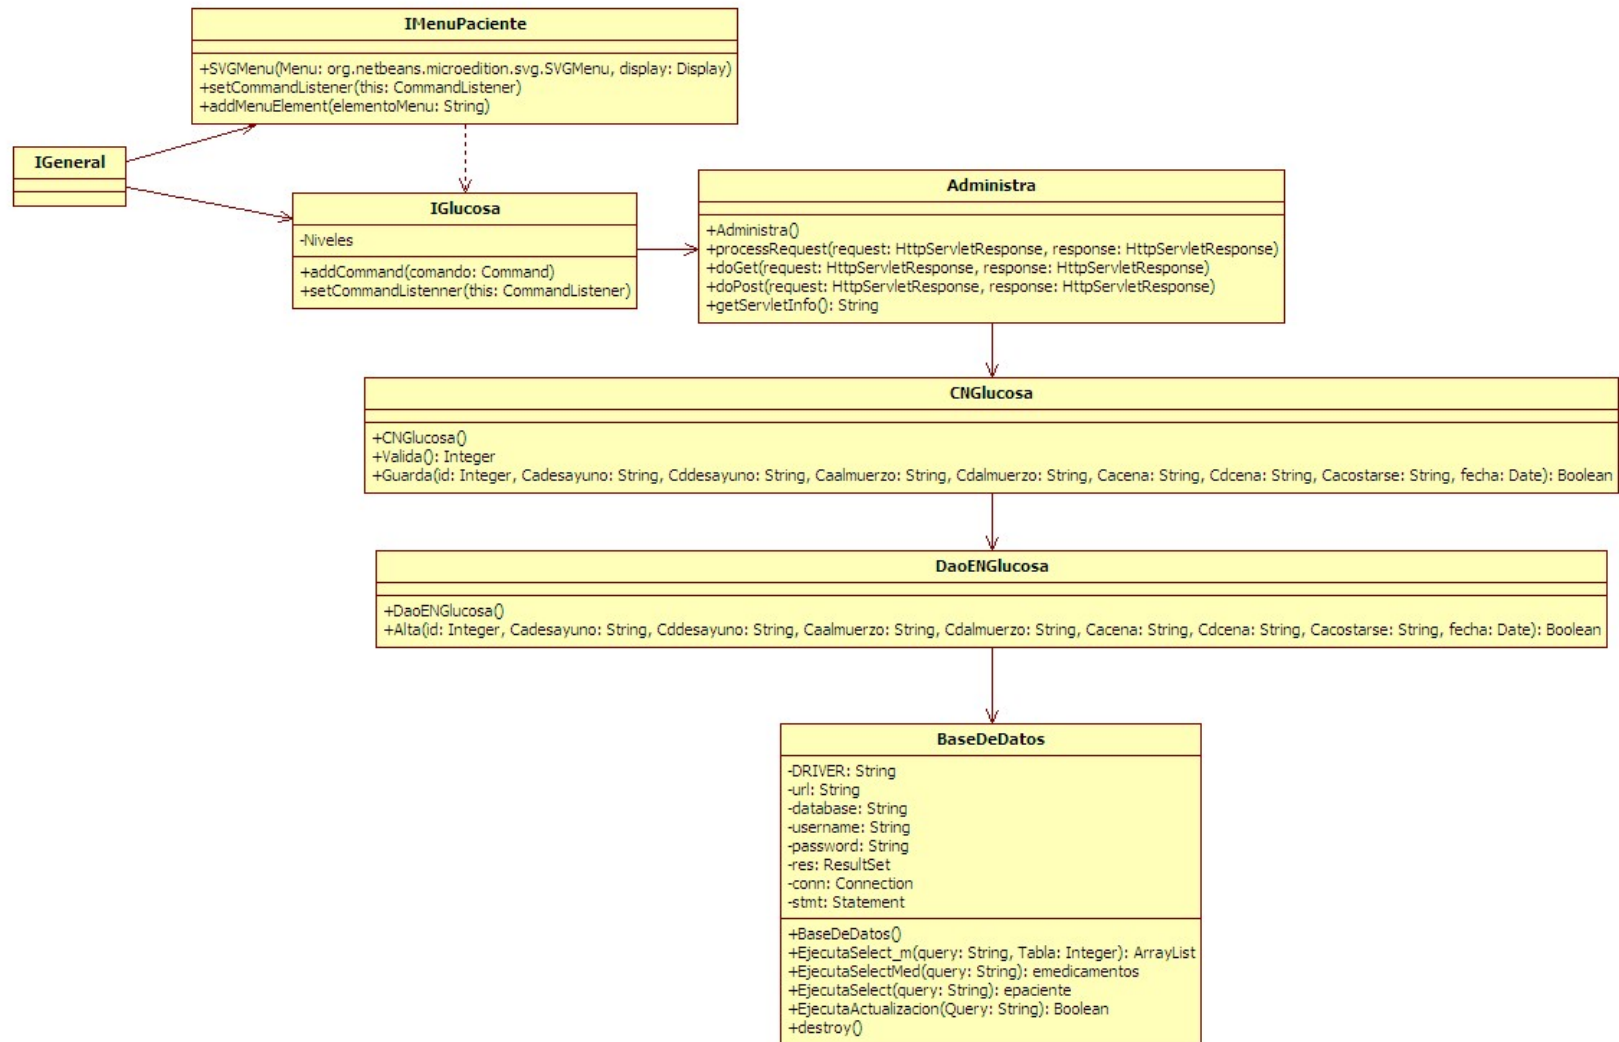 IMenuPaciente
+SVGMenu(Menu: org.netbeans.microedition.svg.SVGMenu, display: Display)
+setCommandListener(this: CommandListener)
+addMenuElement(elementoMenu: String)
IGeneral
IGlucosa
-Niveles
+addCommand(comando: Command)
+setCommandListenner(this: CommandListener)
Administra
+Administra()
+processRequest(request: HttpServletResponse, response: HttpServletResponse)
+doGet(request: HttpServletResponse, response: HttpServletResponse)
+doPost(request: HttpServletResponse, response: HttpServletResponse)
+getServletInfo(): String
CNGlucosa
+CNGlucosa()
+Valida(): Integer
+Guarda(id: Integer, Cadesayuno: String, Cddesayuno: String, Caalmuerzo: String, Cdalmuerzo: String, Cacena: String, Cdcena: String, Cacostarse: String, fecha: Date): Boolean
DaoENGlucosa
+DaoENGlucosa()
+Alta(id: Integer, Cadesayuno: String, Cddesayuno: String, Caalmuerzo: String, Cdalmuerzo: String, Cacena: String, Cdcena: String, Cacostarse: String, fecha: Date): Boolean
BaseDeDatos
-DRIVER: String
-url: String
-database: String
-username: String
-password: String
-res: ResultSet
-conn: Connection
-stmt: Statement
+BaseDeDatos()
+EjecutaSelect_m(query: String, Tabla: Integer): ArrayList
+EjecutaSelectMed(query: String): emedicamentos
+EjecutaSelect(query: String): epaciente
+EjecutaActualizacion(Query: String): Boolean
+destroy()